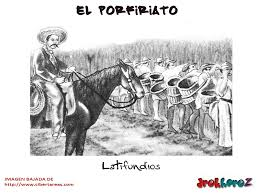 EL PORFIRIATO
Latifundios
IMAGEN BAJADA DE
http://www.cibertareas.com